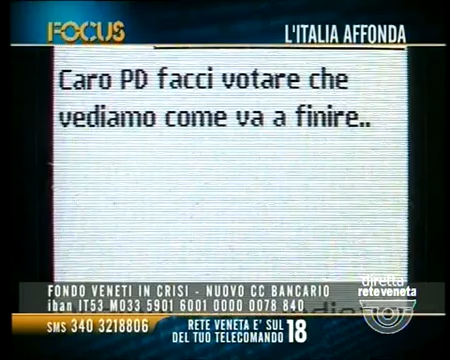 FOCUS
L'ITALIA AFFONDA
Caro PD facci votare che
vediamo come va a finire..
FONDO VENETI IN CRISI - NUOVO CC BANCARIO
iban IT53 M033 5901 6001 0000 0078 840
diretta
reteveneta
SMS 340 3218806
RETE VENETA E' SUL
DEL TUO TELECOMANDO 18